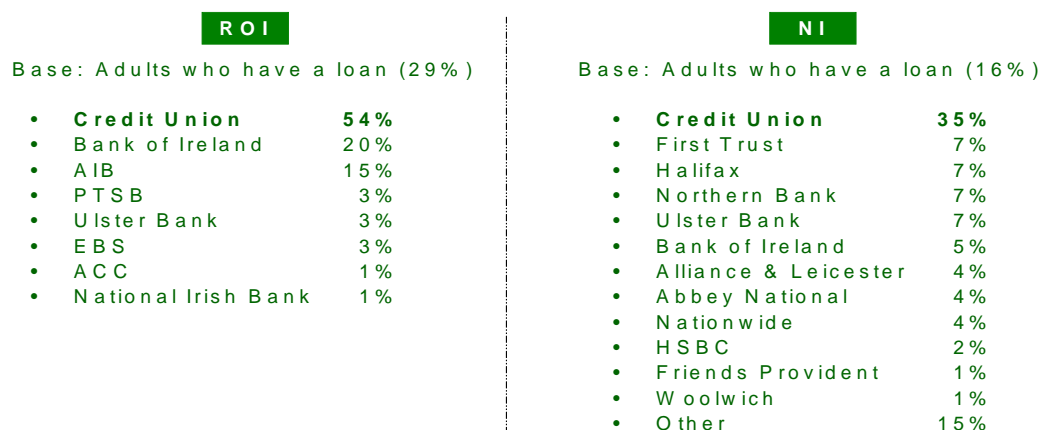 ROI
Base: Adults who have a loan (29%)
• Credit Union 54%
• Bank of Ireland 20%
• AIB 15%
• PTSB 3%
• Ulster Bank 3%
• EBS 3%
• ACC 1%
• National Irish Bank 1%
NI
Base: Adults who have a loan (16%)
• Credit Union 35%
• First Trust 7%
• Halifax 7%
• Northern Bank 7%
• Ulster Bank 7%
• Bank of Ireland 5%
• Alliance & Leicester 4%
• Abbey National 4%
• Nationwide 4%
• HSBC 2%
• Friends Provident 1%
• Woolwich 1%
• Other 15%